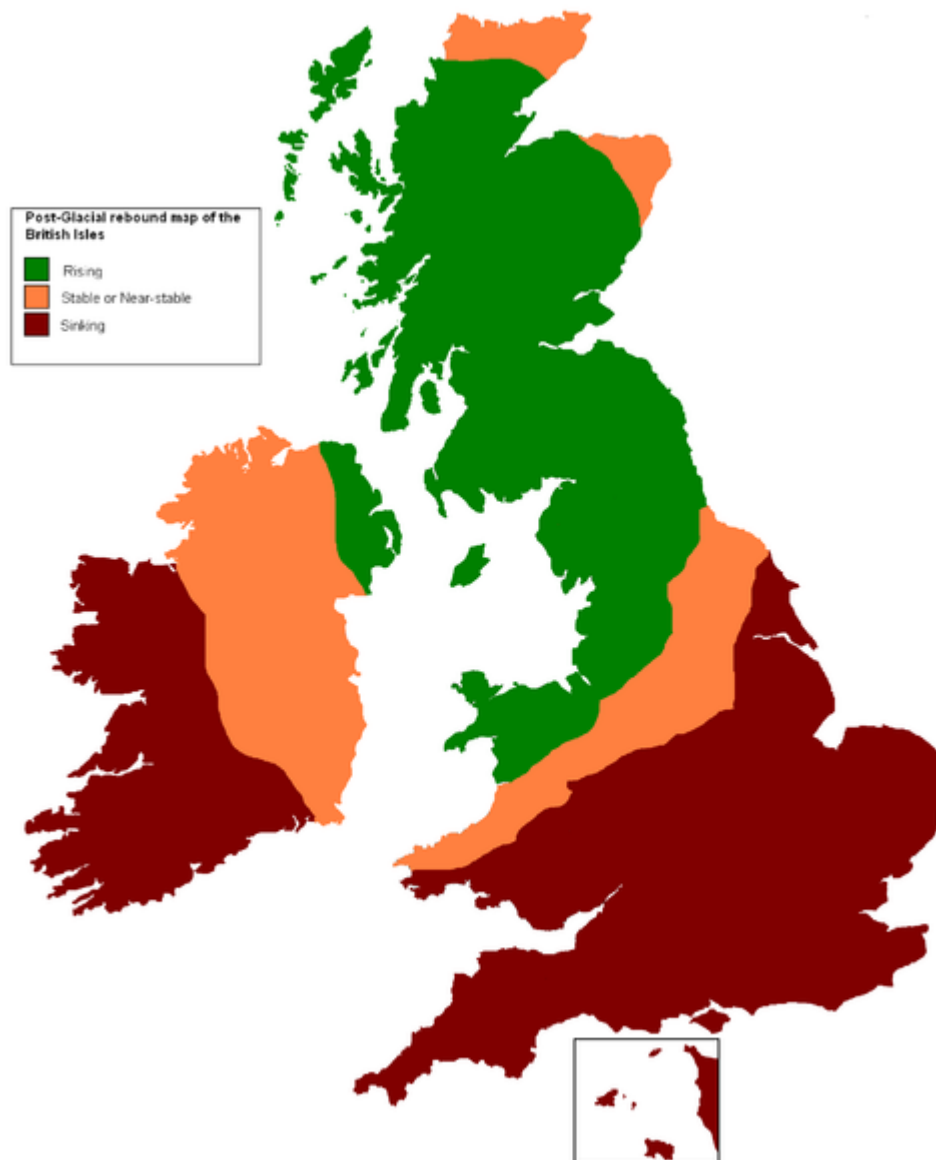 Post-Glacial rebound map of the
British Isles
Rising
Stable or Near-stable
Sinking